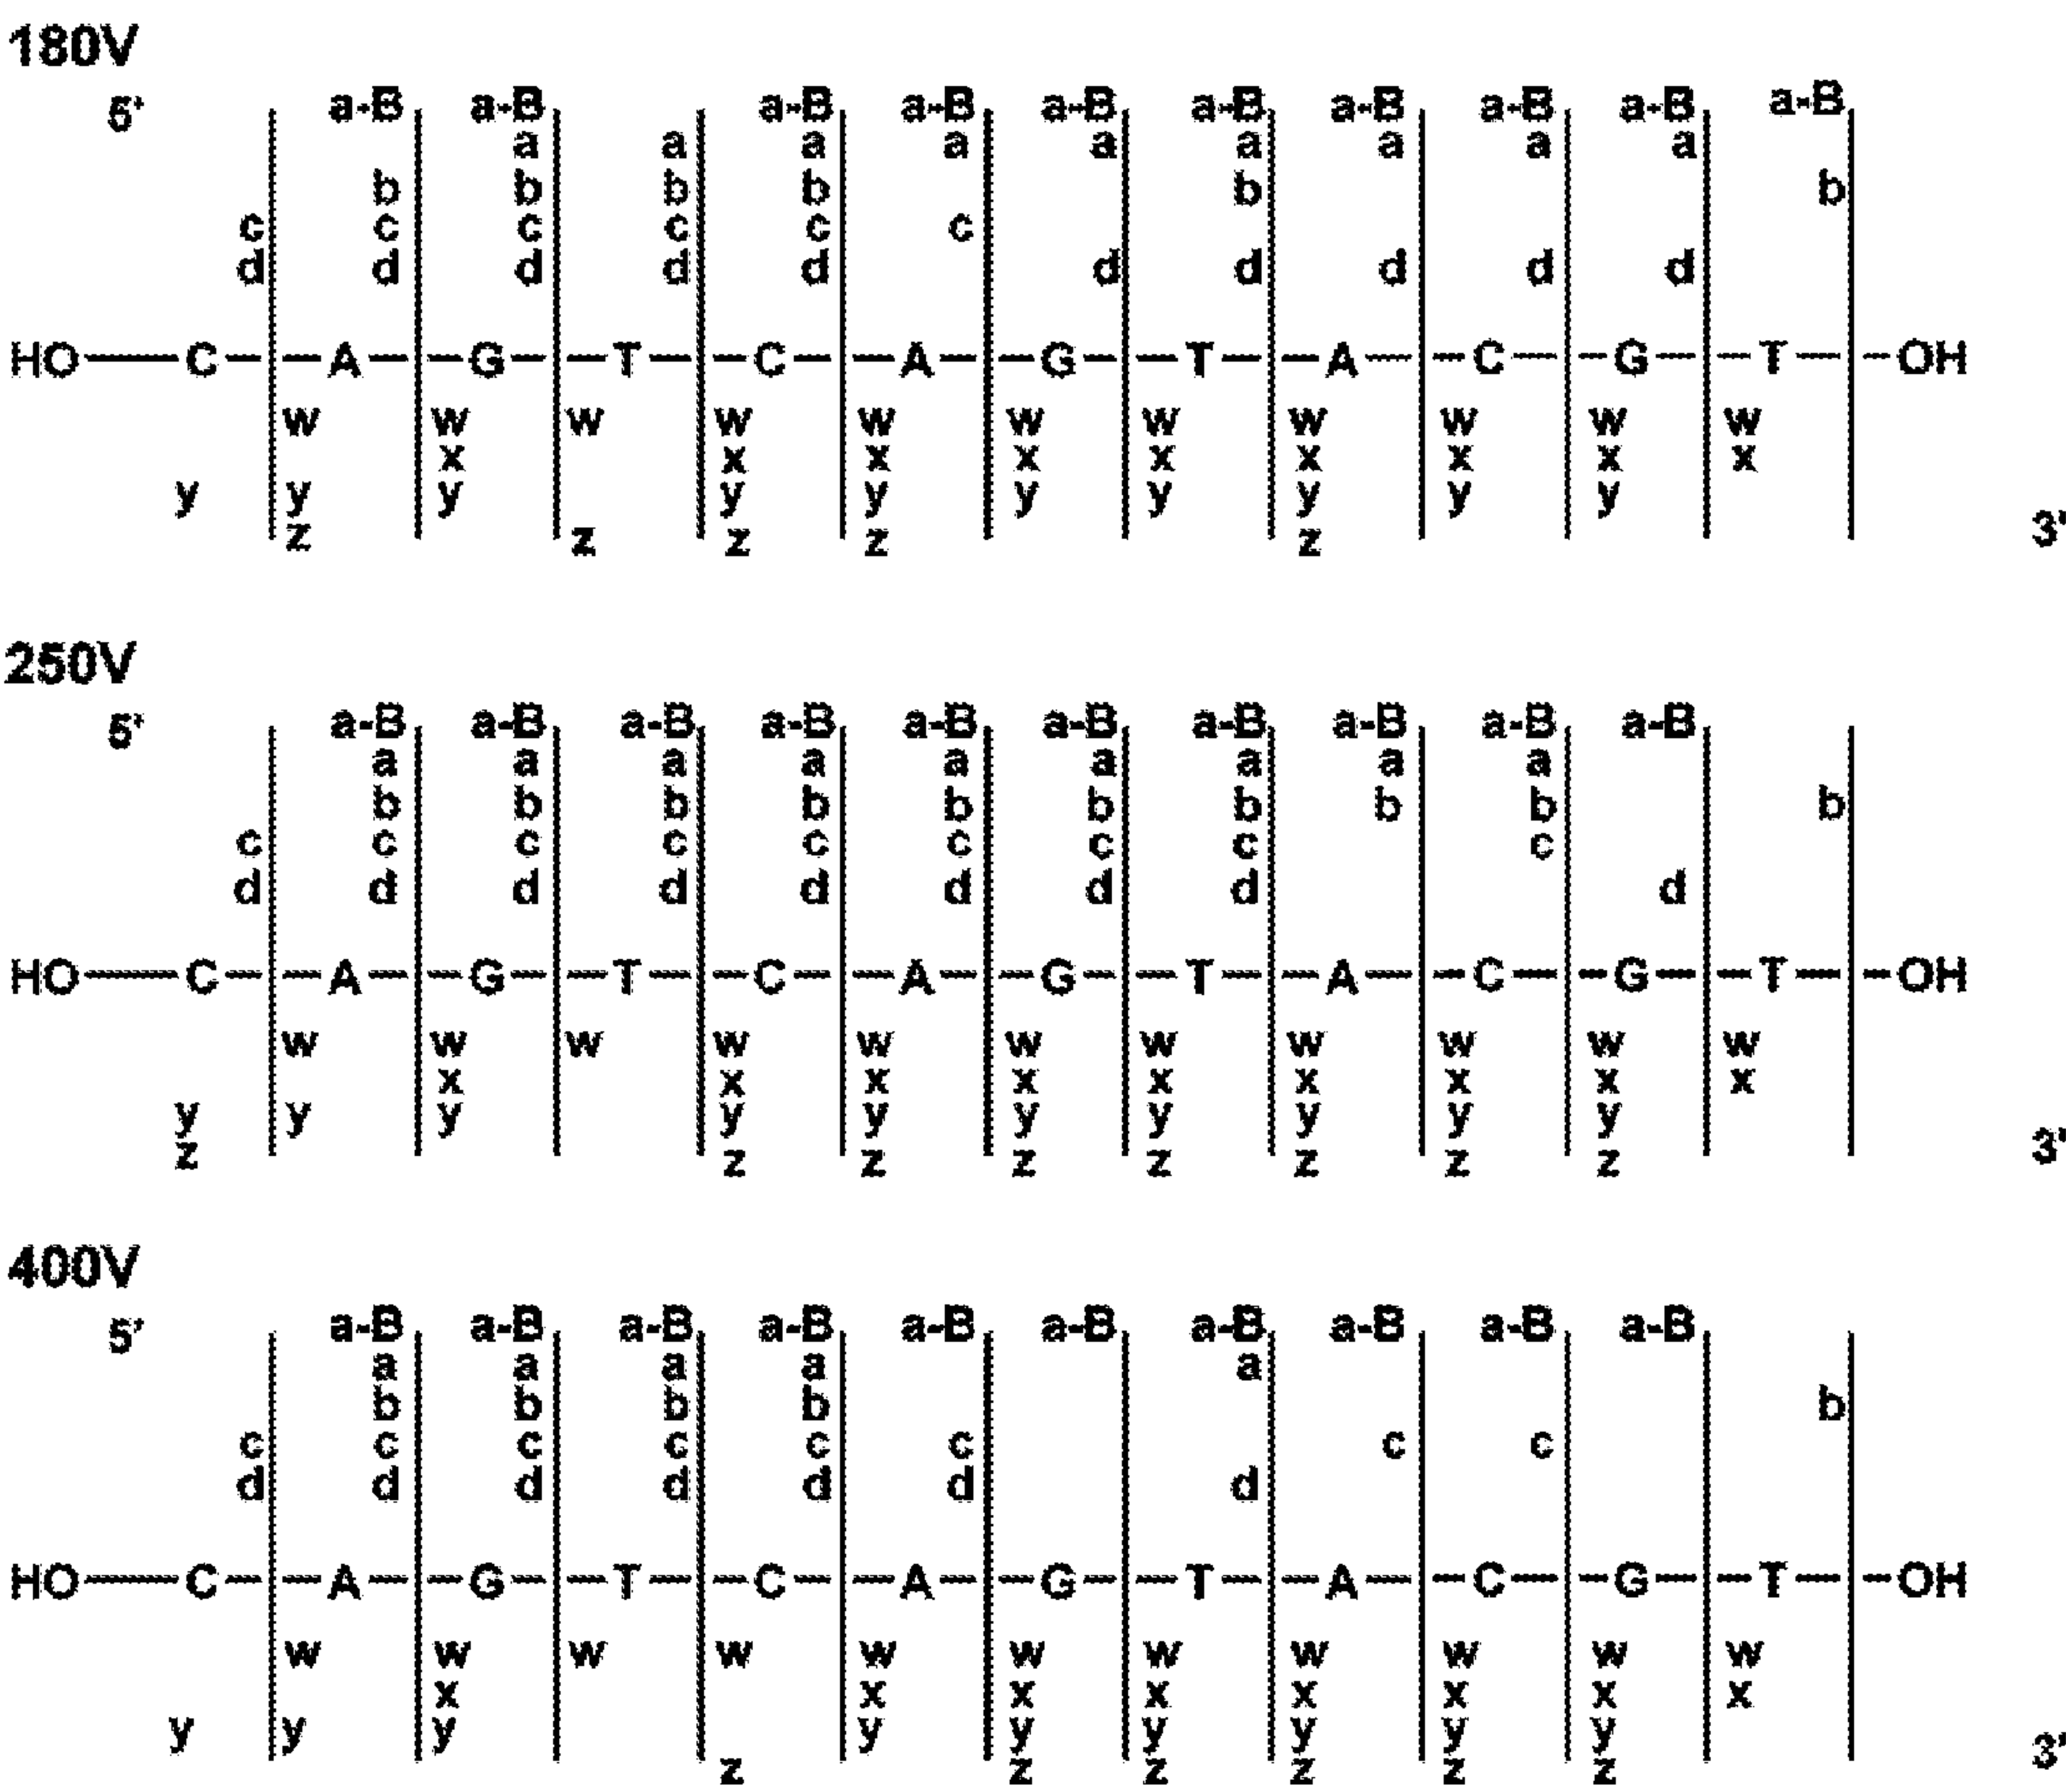 180V
5' a-B a-B a-B a-B a-B a-B a-B a-B a-B a-B
a a a a a a a a a
b b b b b b
c c c c c c
d d d d d d d d d
HO C A G T C A G T A C G T OH
w w w w w w w w w w w
x x x x x x x x x
y y y y y y y y y y
z z z z z 3'
250V
5' a-B a-B a-B a-B a-B a-B a-B a-B a-B a-B
a a a a a a a a a
b b b b b b b b b b
c c c c c c c c c
d d d d d d d d d
HO C A G T C A G T A C G T OH
w w w w w w w w w w w
x x x x x x x x x
y y y y y y y y y y
z z z z z z z z 3'
400V
5' a-B a-B a-B a-B a-B a-B a-B a-B a-B a-B
a a a a a
b b b b b
c c c c c c c c
d d d d d d d
HO C A G T C A G T A C G T OH
w w w w w w w w w w w
x x x x x x x x
y y y y y y y y y
z z z z z z 3'